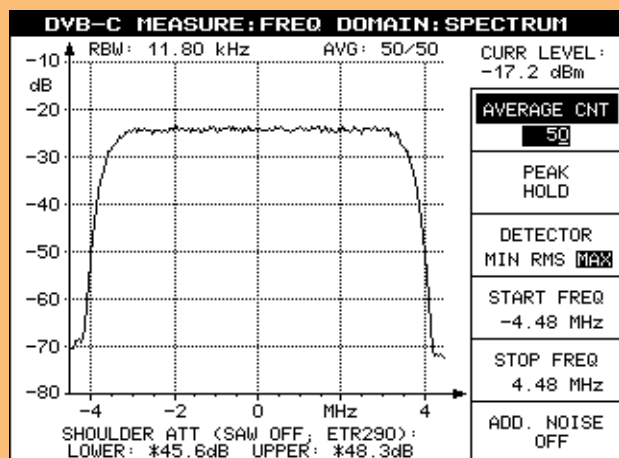 DVB-C MEASURE:FREQ DOMAIN:SPECTRUM
RBW: 11.80 kHz AVG: 50/50
CURR LEVEL:
-17.2 dBm
-10
dB
-20
-30
-40
-50
-60
-70
-80
-4 -2 0 MHz 4
SHOULDER ATT (SAW OFF, ETR290):
LOWER: *45.6dB UPPER: *48.3dB
AVERAGE CNT
50
PEAK
HOLD
DETECTOR
MIN RMS MAX
START FREQ
-4.48 MHz
STOP FREQ
4.48 MHz
ADD. NOISE
OFF